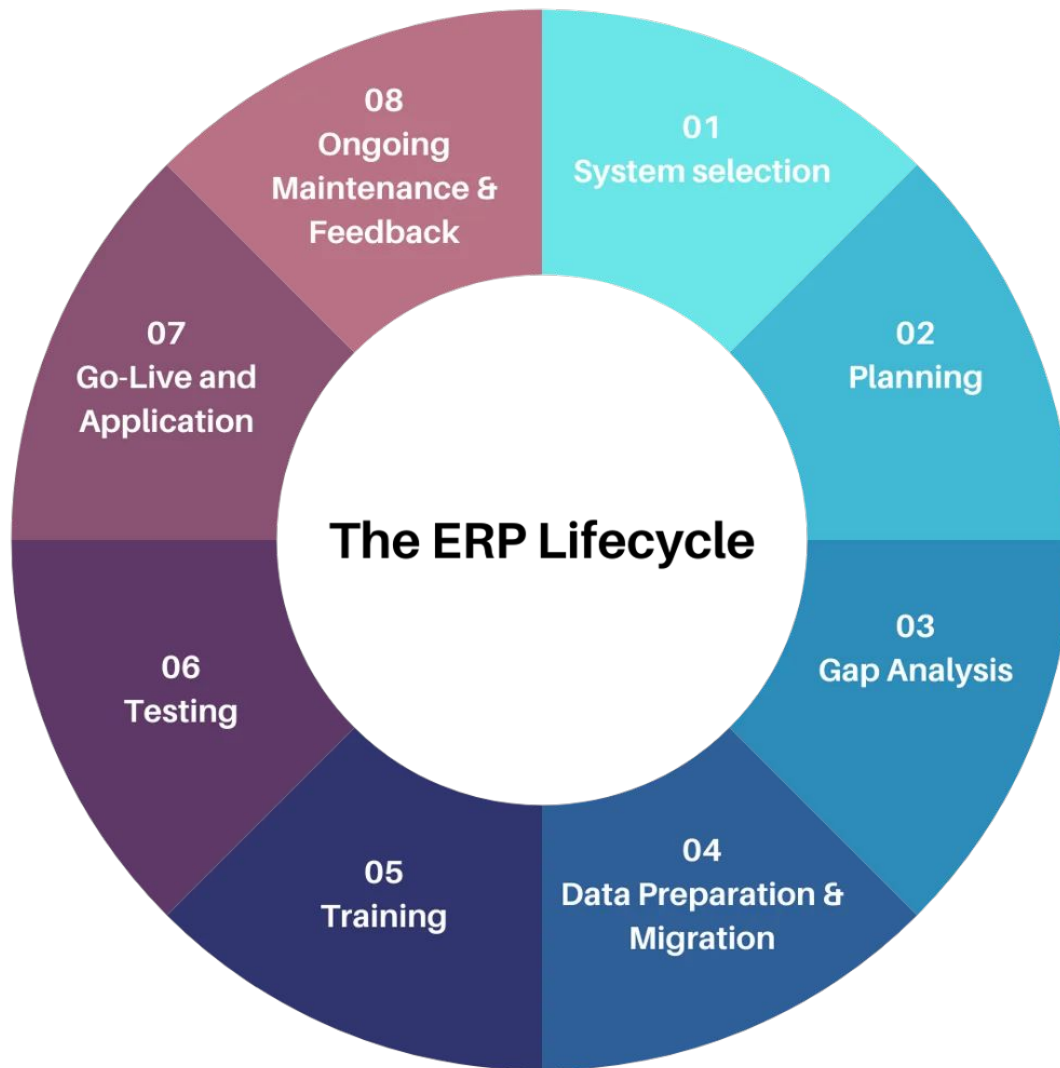 01
System selection
02
Planning
03
Gap Analysis
04
Data Preparation &
Migration
05
Training
06
Testing
07
Go-Live and
Application
08
Ongoing
Maintenance &
Feedback
The ERP Lifecycle